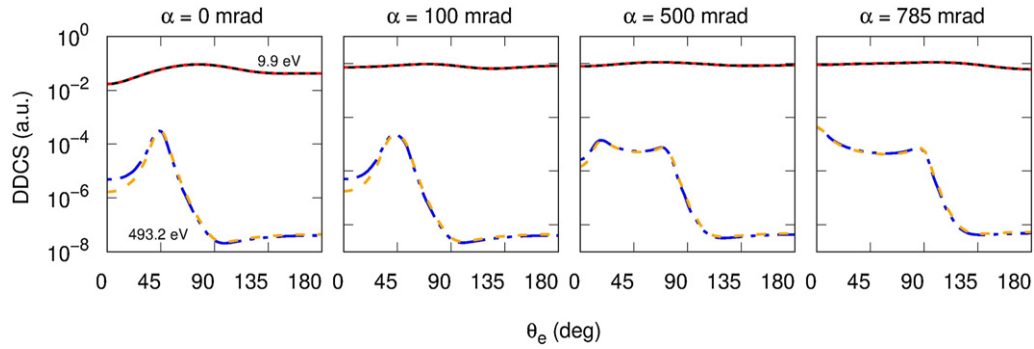 α = 0 mrad α = 100 mrad α = 500 mrad α = 785 mrad
10⁰
9.9 eV
10⁻²
10⁻⁴
DDCS (a.u.)
10⁻⁶
493.2 eV
10⁻⁸
0 45 90 135 180 0 45 90 135 180 0 45 90 135 180 0 45 90 135 180
θₑ (deg)